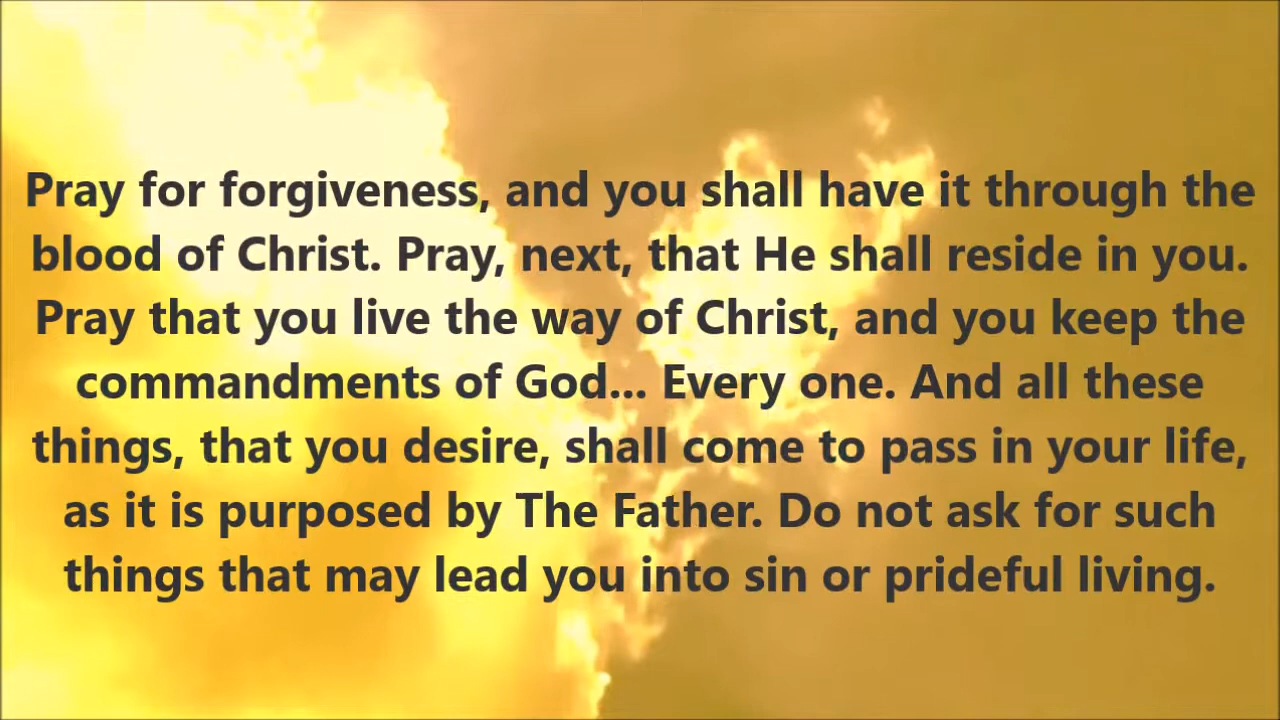 Pray for forgiveness, and you shall have it through the
blood of Christ. Pray, next, that He shall reside in you.
Pray that you live the way of Christ, and you keep the
commandments of God... Every one. And all these
things, that you desire, shall come to pass in your life,
as it is purposed by The Father. Do not ask for such
things that may lead you into sin or prideful living.